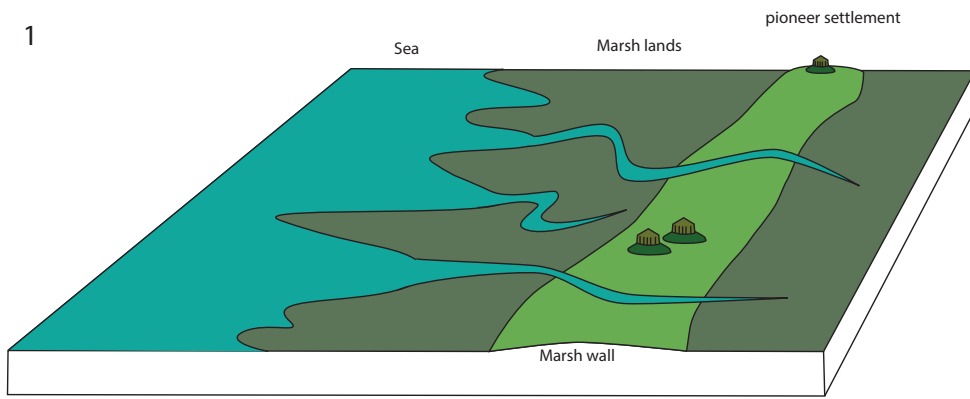 pioneer settlement
1
Sea
Marsh lands
Marsh wall